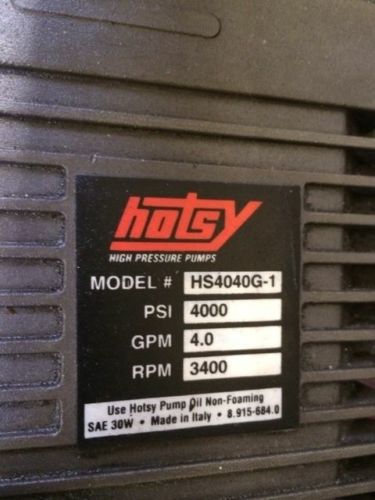 hotsy
HIGH PRESSURE PUMPS
MODEL # HS4040G-1
PSI 4000
GPM 4.0
RPM 3400
Use Hotsy Pump Oil Non-Foaming
SAE 30W • Made in Italy • 8.915-684.0